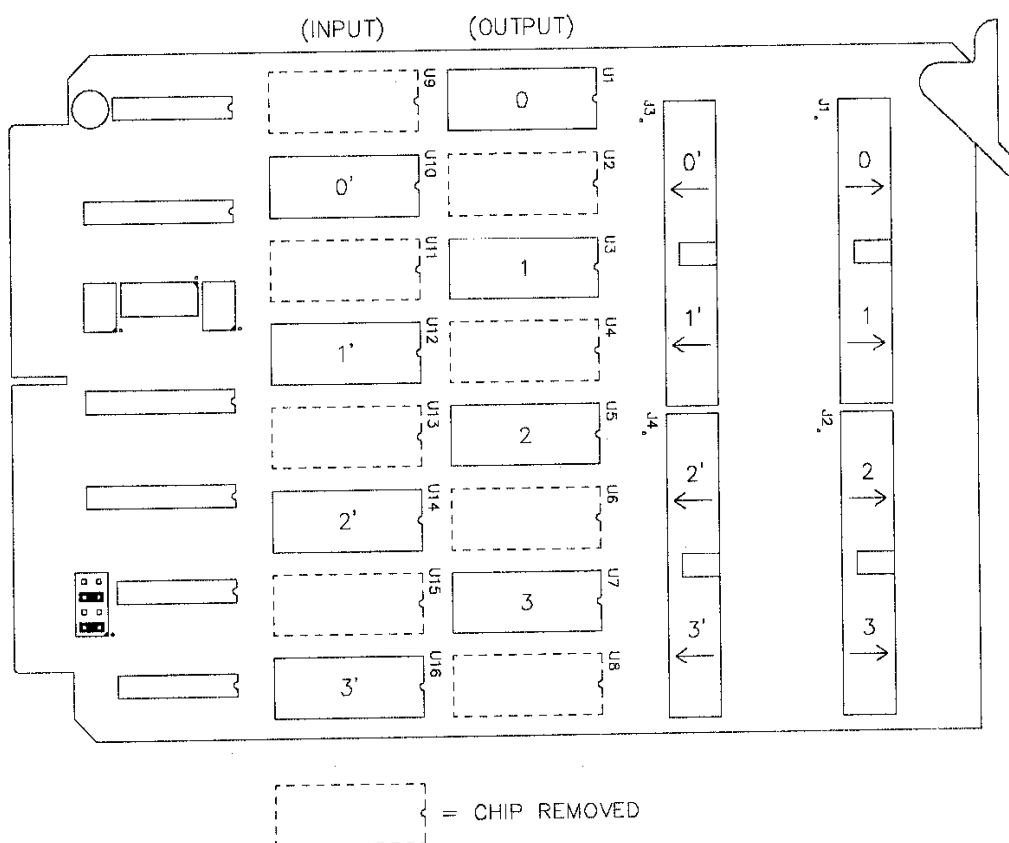 (INPUT) (OUTPUT)
U9 U1
0
U10 U2
0'
U11 U3
1
U12 U4
1'
U13 U5
2
U14 U6
2'
U15 U7
3
U16 U8
3'
J3 J1
0' 0
1' 1
J4 J2
2' 2
3' 3
= CHIP REMOVED